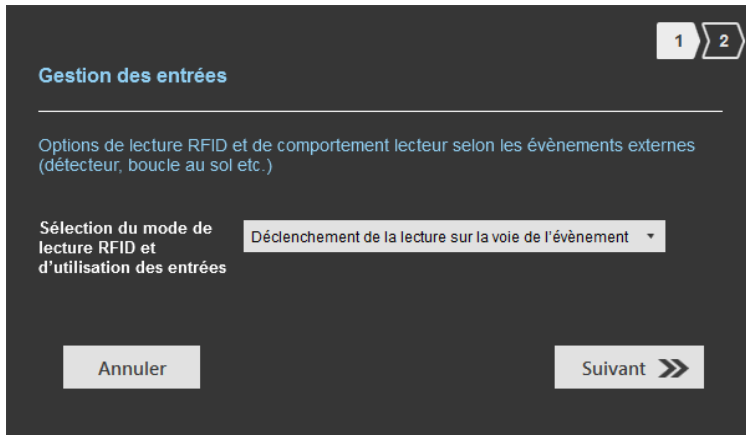 1
2
Gestion des entrées
Options de lecture RFID et de comportement lecteur selon les évènements externes
(détecteur, boucle au sol etc.)
Sélection du mode de
lecture RFID et
d'utilisation des entrées
Déclenchement de la lecture sur la voie de l'évènement
Annuler
Suivant